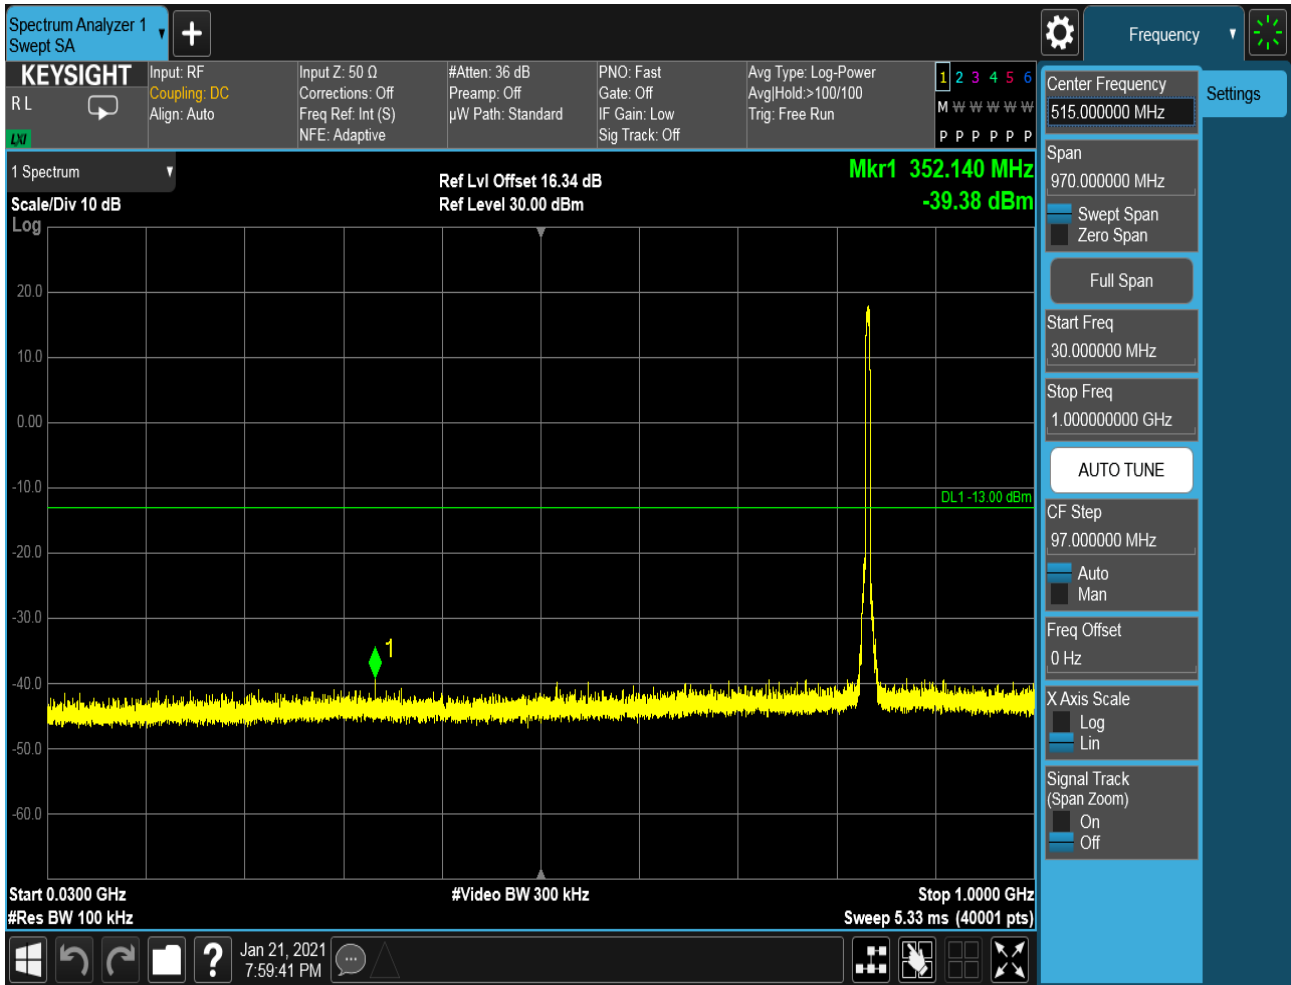 Spectrum Analyzer 1
Swept SA
Frequency
KEYSIGHT
R L
LXI
Input: RF
Coupling: DC
Align: Auto
Input Z: 50 Ω
Corrections: Off
Freq Ref: Int (S)
NFE: Adaptive
#Atten: 36 dB
Preamp: Off
µW Path: Standard
PNO: Fast
Gate: Off
IF Gain: Low
Sig Track: Off
Avg Type: Log-Power
Avg|Hold:>100/100
Trig: Free Run
1 2 3 4 5 6
M W W W W W
P P P P P P
1 Spectrum
Scale/Div 10 dB
Log
Ref Lvl Offset 16.34 dB
Ref Level 30.00 dBm
Mkr1 352.140 MHz
-39.38 dBm
20.0
10.0
0.00
-10.0
DL1 -13.00 dBm
-20.0
-30.0
1
-40.0
-50.0
-60.0
Start 0.0300 GHz
#Video BW 300 kHz
Stop 1.0000 GHz
#Res BW 100 kHz
Sweep 5.33 ms (40001 pts)
Center Frequency
515.000000 MHz
Settings
Span
970.000000 MHz
Swept Span
Zero Span
Full Span
Start Freq
30.000000 MHz
Stop Freq
1.000000000 GHz
AUTO TUNE
CF Step
97.000000 MHz
Auto
Man
Freq Offset
0 Hz
X Axis Scale
Log
Lin
Signal Track
(Span Zoom)
On
Off
?
Jan 21, 2021
7:59:41 PM